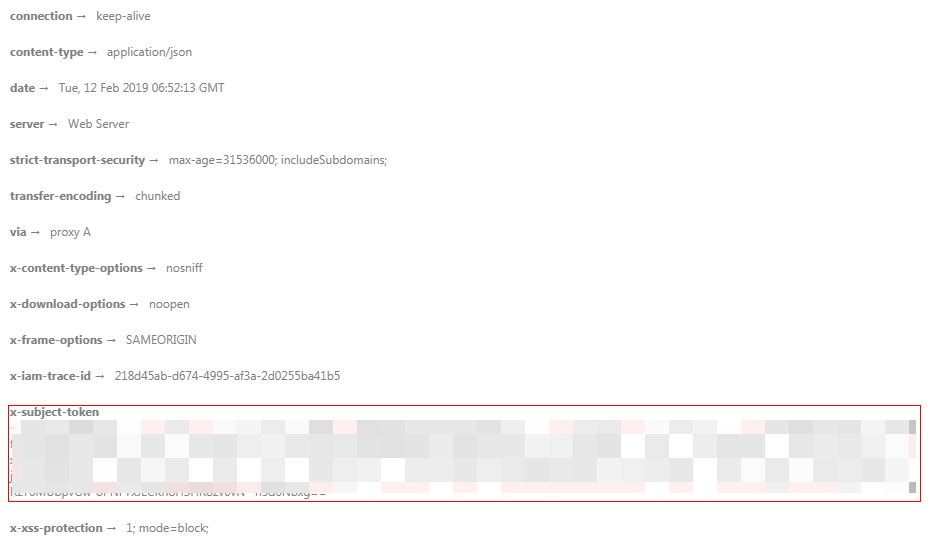 connection → keep-alive
content-type → application/json
date → Tue, 12 Feb 2019 06:52:13 GMT
server → Web Server
strict-transport-security → max-age=31536000; includeSubdomains;
transfer-encoding → chunked
via → proxy A
x-content-type-options → nosniff
x-download-options → noopen
x-frame-options → SAMEORIGIN
x-iam-trace-id → 218d45ab-d674-4995-af3a-2d0255ba41b5
x-subject-token
x-xss-protection → 1; mode=block;